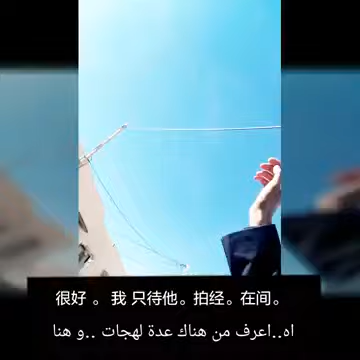 很好 。 我 只待他。拍经。在间。
اه..اعرف من هناك عدة لهجات ..و هنا